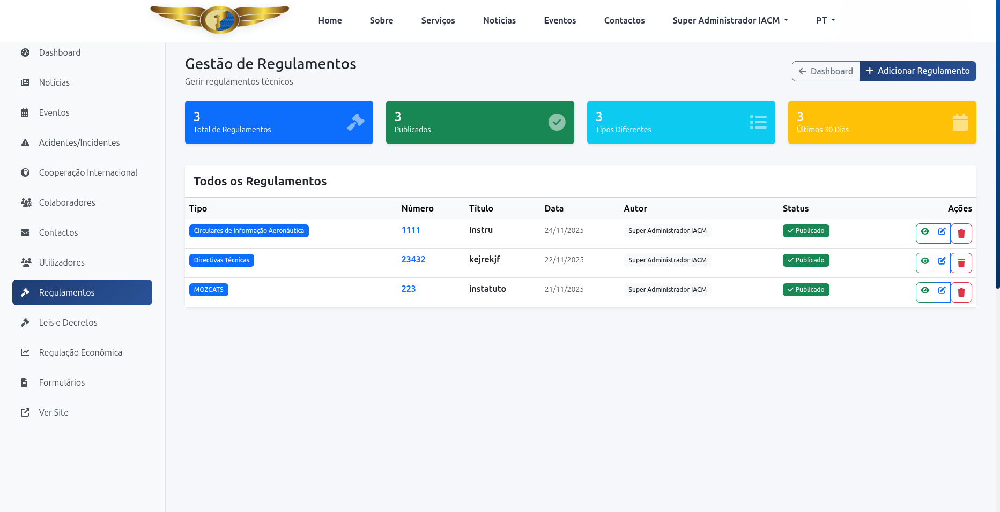 Home Sobre Serviços Notícias Eventos Contactos Super Administrador IACM PT
Dashboard
Notícias
Eventos
Acidentes/Incidentes
Cooperação Internacional
Colaboradores
Contactos
Utilizadores
Regulamentos
Leis e Decretos
Regulação Econômica
Formulários
Ver Site
Gestão de Regulamentos
Gerir regulamentos técnicos
Dashboard Adicionar Regulamento
3
Total de Regulamentos
3
Publicados
3
Tipos Diferentes
3
Últimos 30 Dias
Todos os Regulamentos
Tipo Número Título Data Autor Status Ações
Circulares de Informação Aeronáutica 1111 Instru 24/11/2025 Super Administrador IACM Publicado
Directivas Técnicas 23432 kejrekjf 22/11/2025 Super Administrador IACM Publicado
MOZCATS 223 instatuto 21/11/2025 Super Administrador IACM Publicado